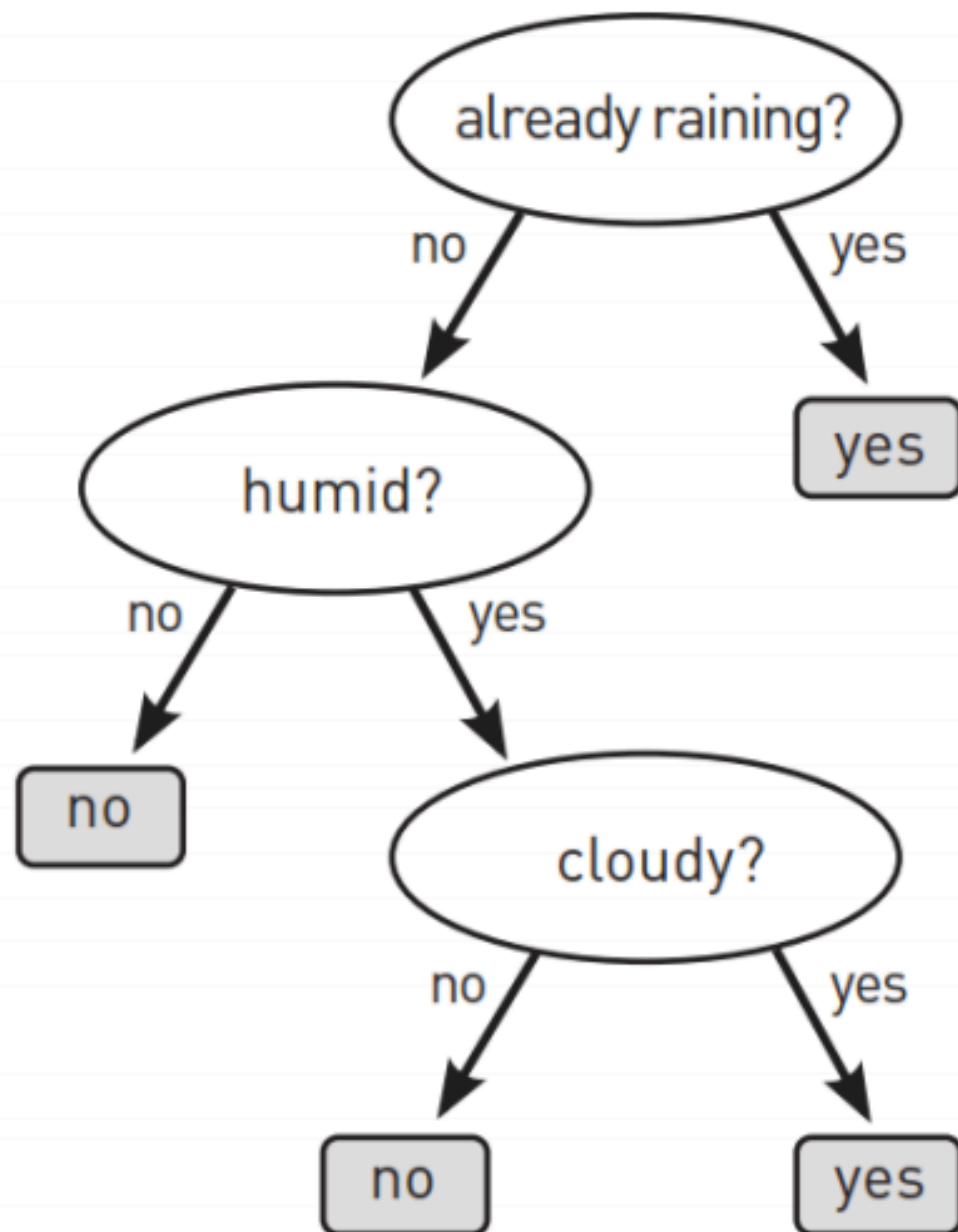 already raining?
no
yes
humid?
yes
no
yes
no
cloudy?
no
yes
no
yes